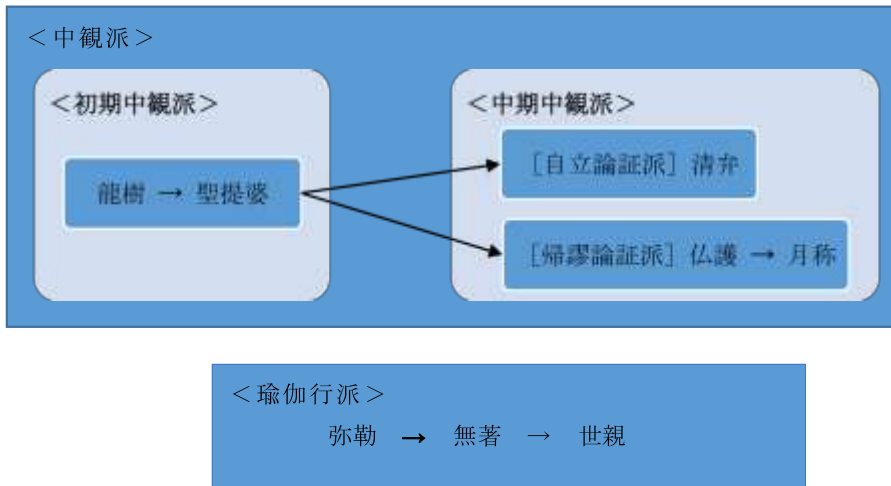 ＜中観派＞
＜初期中観派＞
龍樹 → 聖提婆
＜中期中観派＞
［自立論証派］清弁
［帰謬論証派］仏護 → 月称
＜瑜伽行派＞
弥勒 → 無著 → 世親